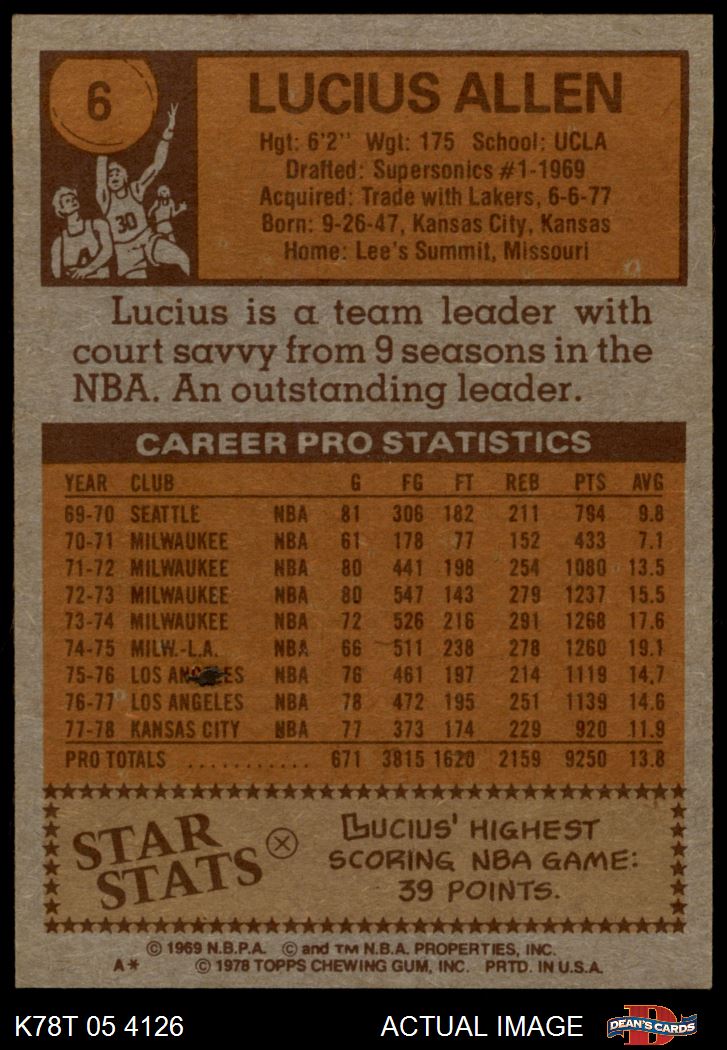 6
LUCIUS ALLEN
Hgt: 6'2" Wgt: 175 School: UCLA
Drafted: Supersonics #1-1969
Acquired: Trade with Lakers, 6-6-77
Born: 9-26-47, Kansas City, Kansas
Home: Lee's Summit, Missouri
30
Lucius is a team leader with
court savvy from 9 seasons in the
NBA. An outstanding leader.
CAREER PRO STATISTICS
YEAR CLUB G FG FT REB PTS AVG
69-70 SEATTLE NBA 81 306 182 211 794 9.8
70-71 MILWAUKEE NBA 61 178 77 152 433 7.1
71-72 MILWAUKEE NBA 80 441 198 254 1080 13.5
72-73 MILWAUKEE NBA 80 547 143 279 1237 15.5
73-74 MILWAUKEE NBA 72 526 216 291 1268 17.6
74-75 MILW.-L.A. NBA 66 511 238 278 1260 19.1
75-76 LOS ANGELES NBA 76 461 197 214 1119 14.7
76-77 LOS ANGELES NBA 78 472 195 251 1139 14.6
77-78 KANSAS CITY NBA 77 373 174 229 920 11.9
PRO TOTALS ........... 671 3815 1620 2159 9250 13.8
STAR STATS
LUCIUS' HIGHEST
SCORING NBA GAME:
39 POINTS.
© 1969 N.B.P.A. © and TM N.B.A. PROPERTIES, INC.
A* © 1978 TOPPS CHEWING GUM, INC. PRTD. IN U.S.A.
K78T 05 4126 ACTUAL IMAGE D DEAN'S CARDS